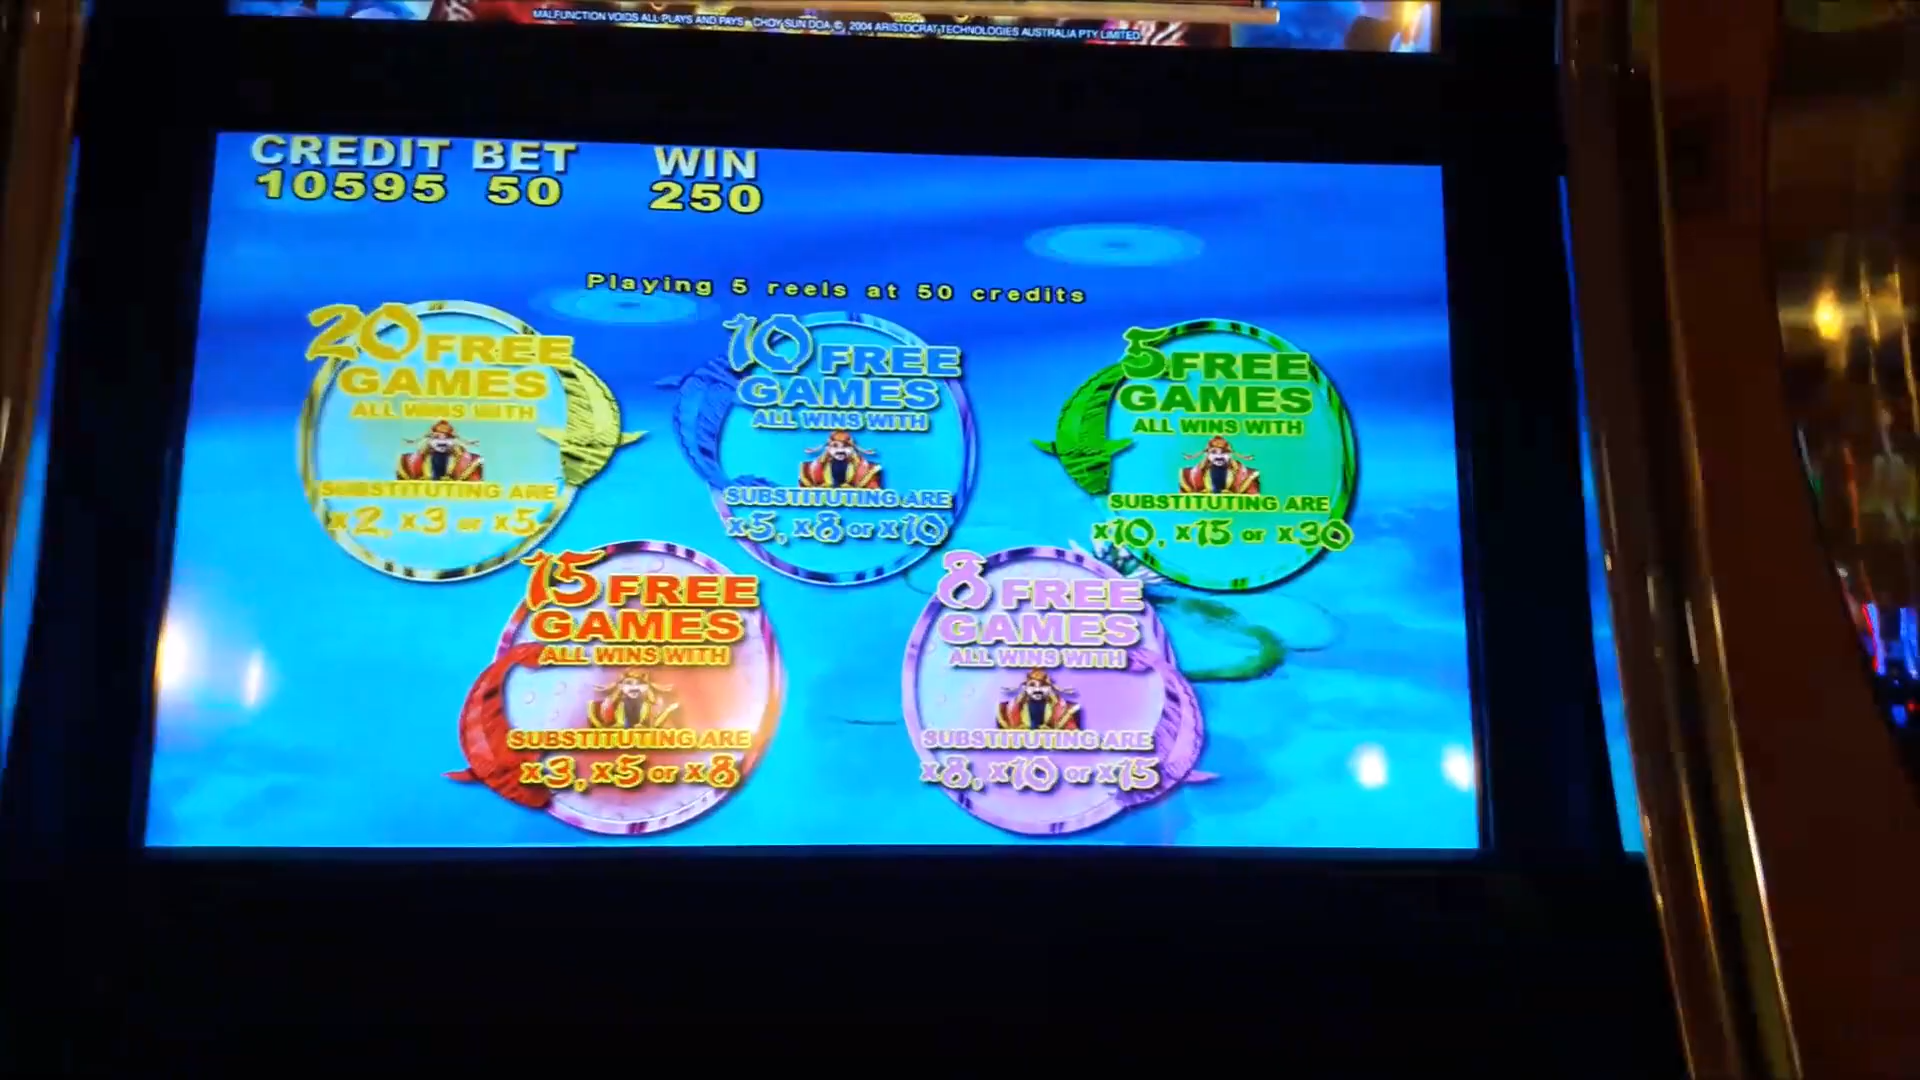 MALFUNCTION VOIDS ALL PLAYS AND PAYS - CHOY SUN DOA © 2004 ARISTOCRAT TECHNOLOGIES AUSTRALIA PTY LIMITED
CREDIT BET WIN
10595 50 250
Playing 5 reels at 50 credits
20 FREE
GAMES
ALL WINS WITH
SUBSTITUTING ARE
x2, x3 or x5
10 FREE
GAMES
ALL WINS WITH
SUBSTITUTING ARE
x5, x8 or x10
5 FREE
GAMES
ALL WINS WITH
SUBSTITUTING ARE
x10, x15 or x30
15 FREE
GAMES
ALL WINS WITH
SUBSTITUTING ARE
x3, x5 or x8
8 FREE
GAMES
ALL WINS WITH
SUBSTITUTING ARE
x8, x10 or x15